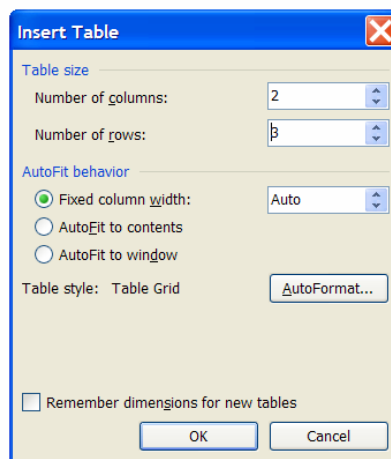 Insert Table
Table size
Number of columns: 2
Number of rows: 3
AutoFit behavior
Fixed column width: Auto
AutoFit to contents
AutoFit to window
Table style: Table Grid AutoFormat...
Remember dimensions for new tables
OK Cancel